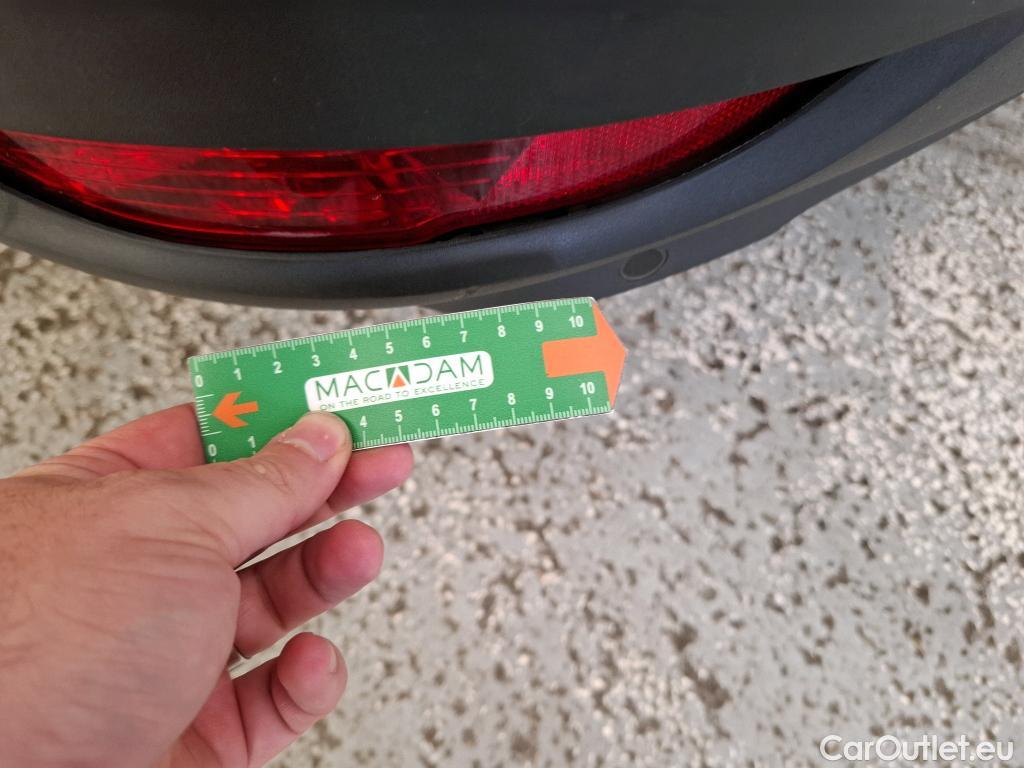 0 1 2 3 4 5 6 7 8 9 10
MACADAM
ON THE ROAD TO EXCELLENCE
0 1 4 5 6 7 8 9 10
CarOutlet.eu